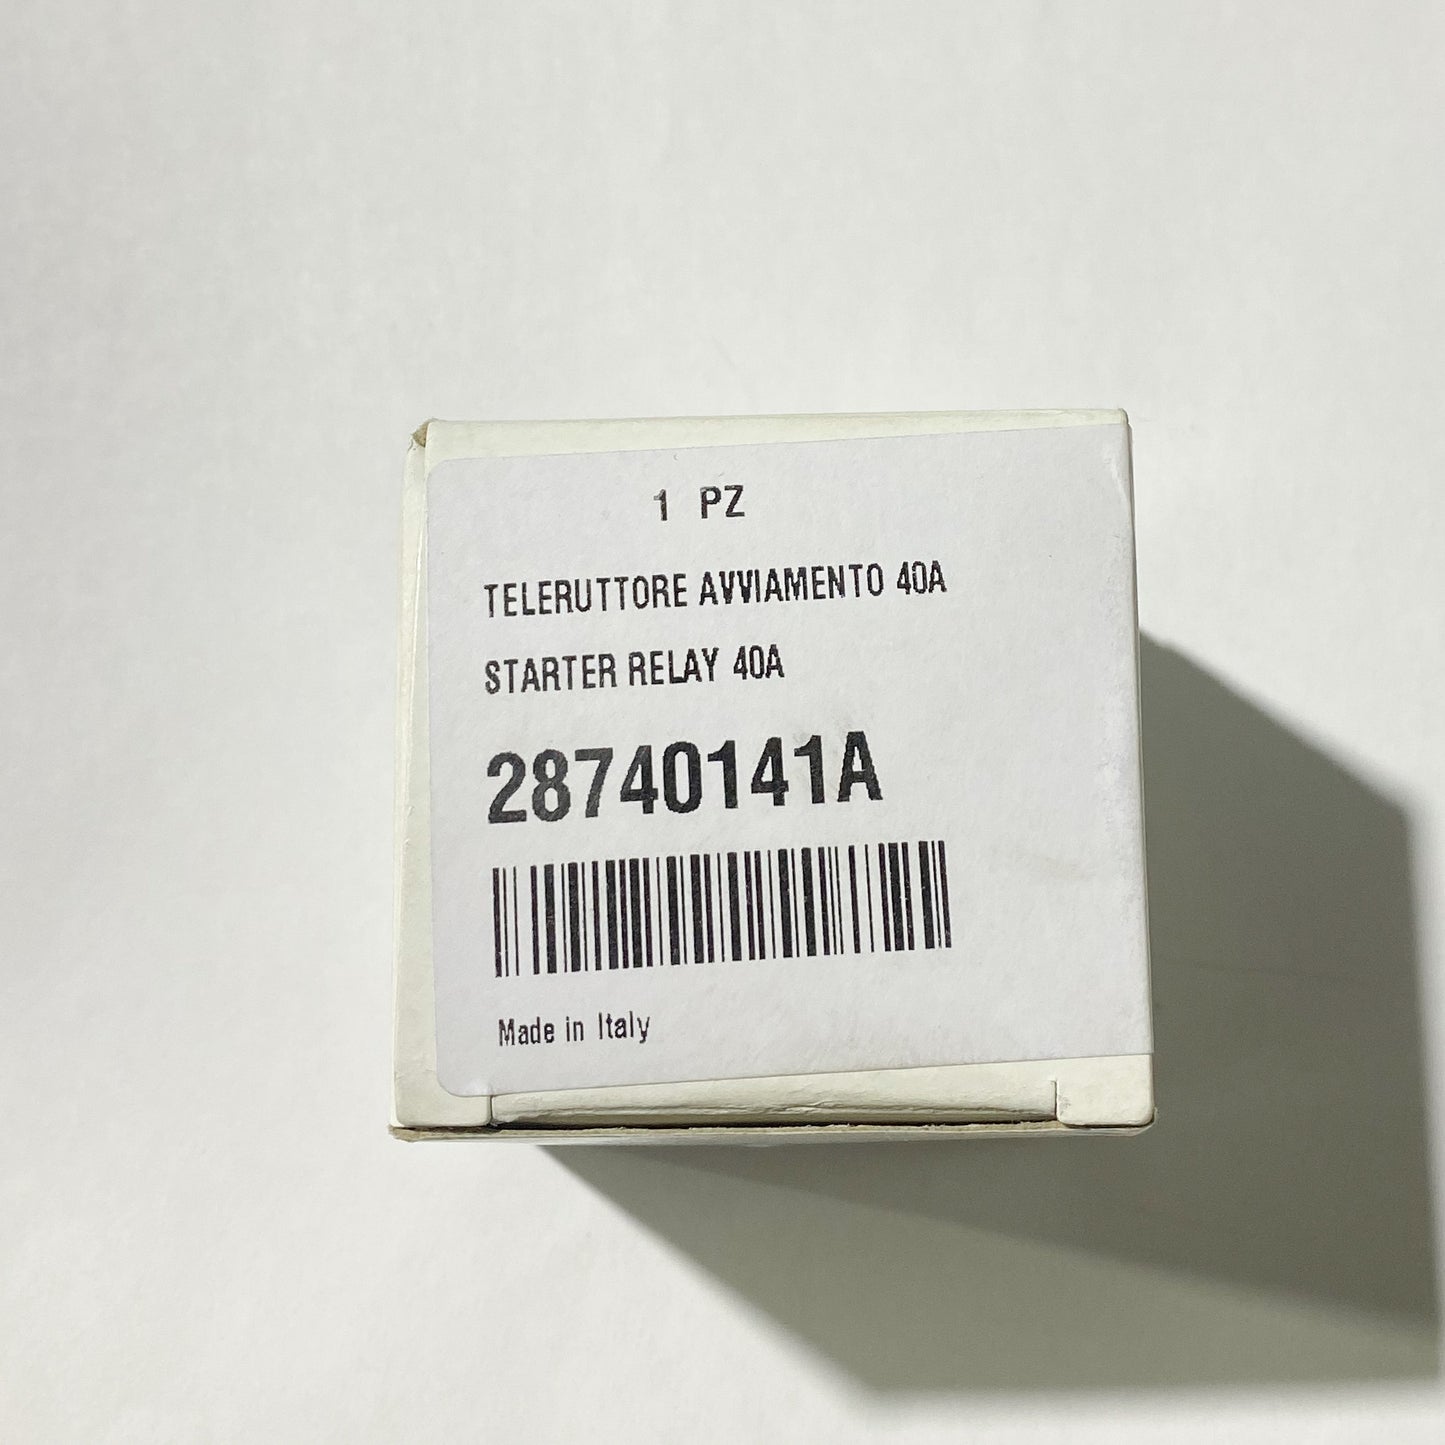 1 PZ
TELERUTTORE AVVIAMENTO 40A
STARTER RELAY 40A
28740141A
Made in Italy